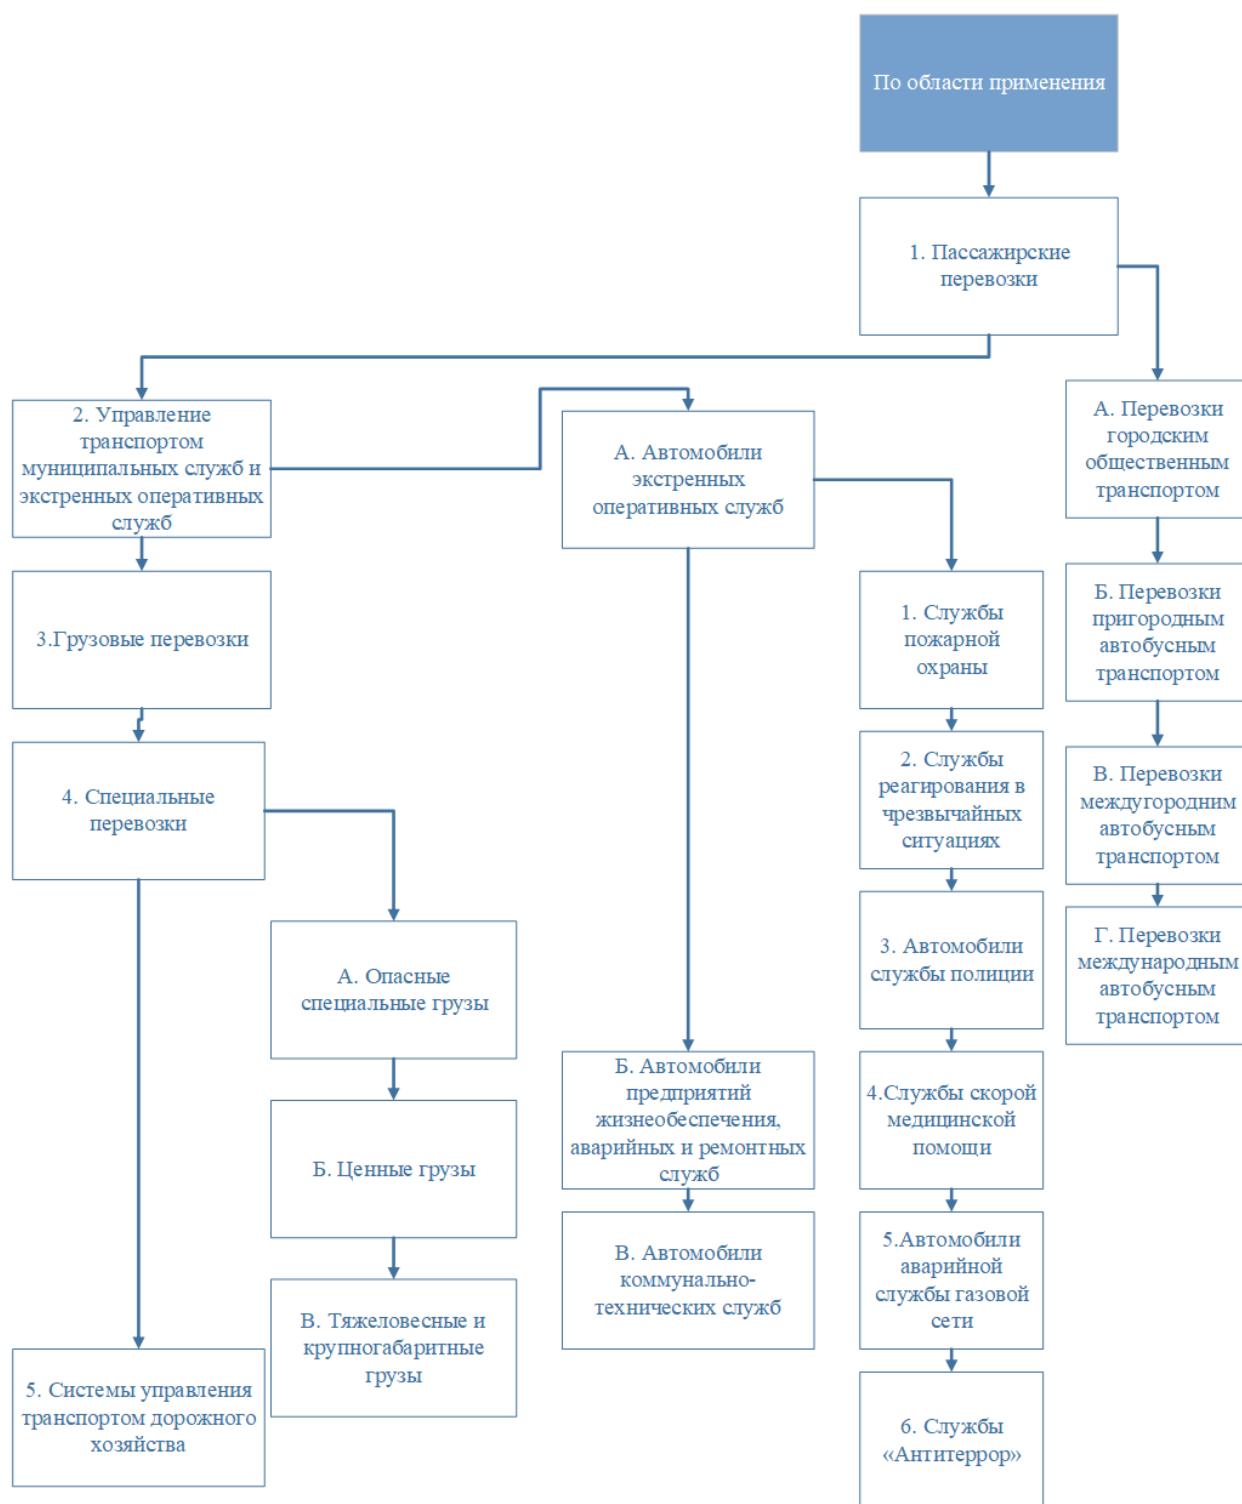 По области применения
1. Пассажирские
перевозки
2. Управление
транспортом
муниципальных служб и
экстренных оперативных
служб
А. Автомобили
экстренных
оперативных служб
А. Перевозки
городским
общественным
транспортом
3.Грузовые перевозки
1. Службы
пожарной
охраны
Б. Перевозки
пригородным
автобусным
транспортом
4. Специальные
перевозки
2. Службы
реагирования в
чрезвычайных
ситуациях
В. Перевозки
междугородним
автобусным
транспортом
А. Опасные
специальные грузы
3. Автомобили
службы полиции
Г. Перевозки
международным
автобусным
транспортом
Б. Автомобили
предприятий
жизнеобеспечения,
аварийных и ремонтных
служб
4.Службы скорой
медицинской
помощи
Б. Ценные грузы
В. Автомобили
коммунально-
технических служб
5.Автомобили
аварийной
службы газовой
сети
В. Тяжеловесные и
крупногабаритные
грузы
5. Системы управления
транспортом дорожного
хозяйства
6. Службы
«Антитеррор»